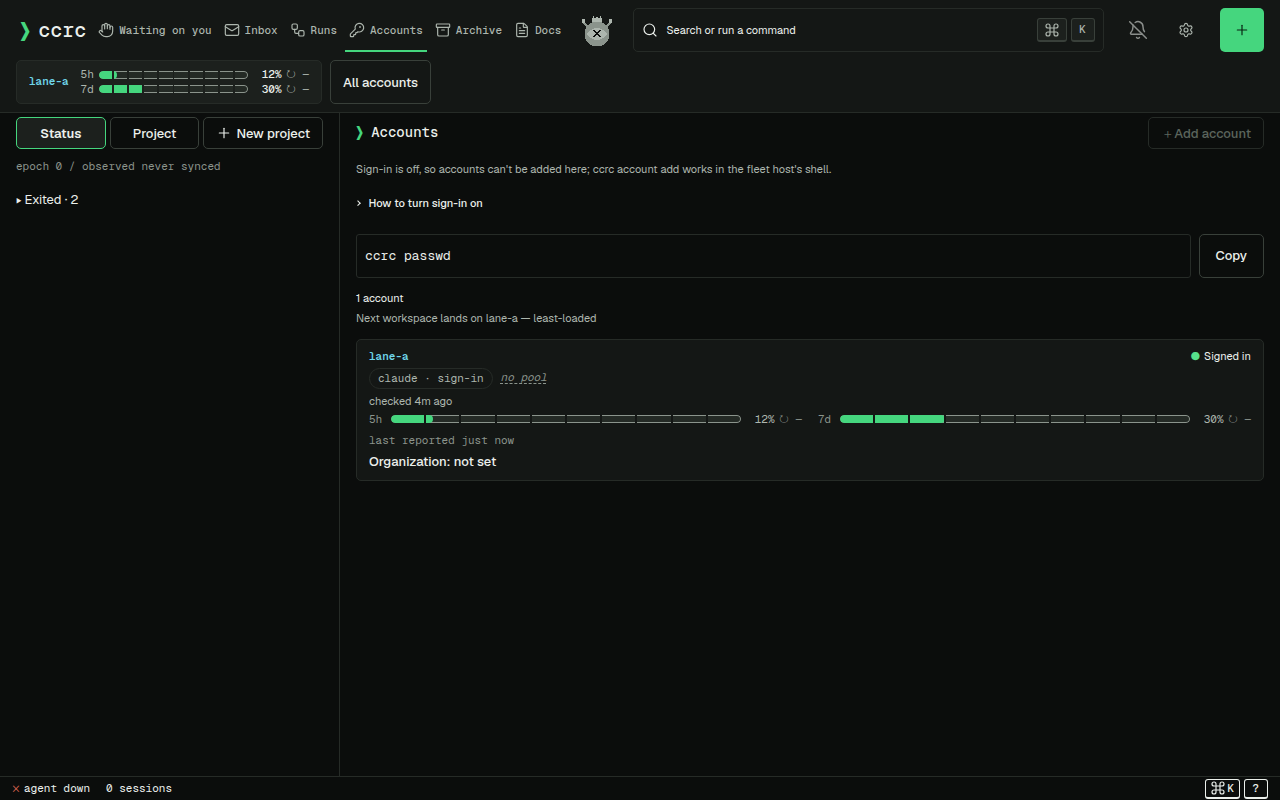 ccrc Waiting on you Inbox Runs Accounts Archive Docs Search or run a command ⌘ K +
lane-a 5h 12% ↻ –
7d 30% ↻ –
All accounts
Status Project + New project
epoch 0 / observed never synced
▸ Exited · 2
❯ Accounts
+ Add account
Sign-in is off, so accounts can't be added here; ccrc account add works in the fleet host's shell.
› How to turn sign-in on
ccrc passwd
Copy
1 account
Next workspace lands on lane-a — least-loaded
lane-a Signed in
claude · sign-in no pool
checked 4m ago
5h 12% ↻ – 7d 30% ↻ –
last reported just now
Organization: not set
× agent down 0 sessions ⌘K ?